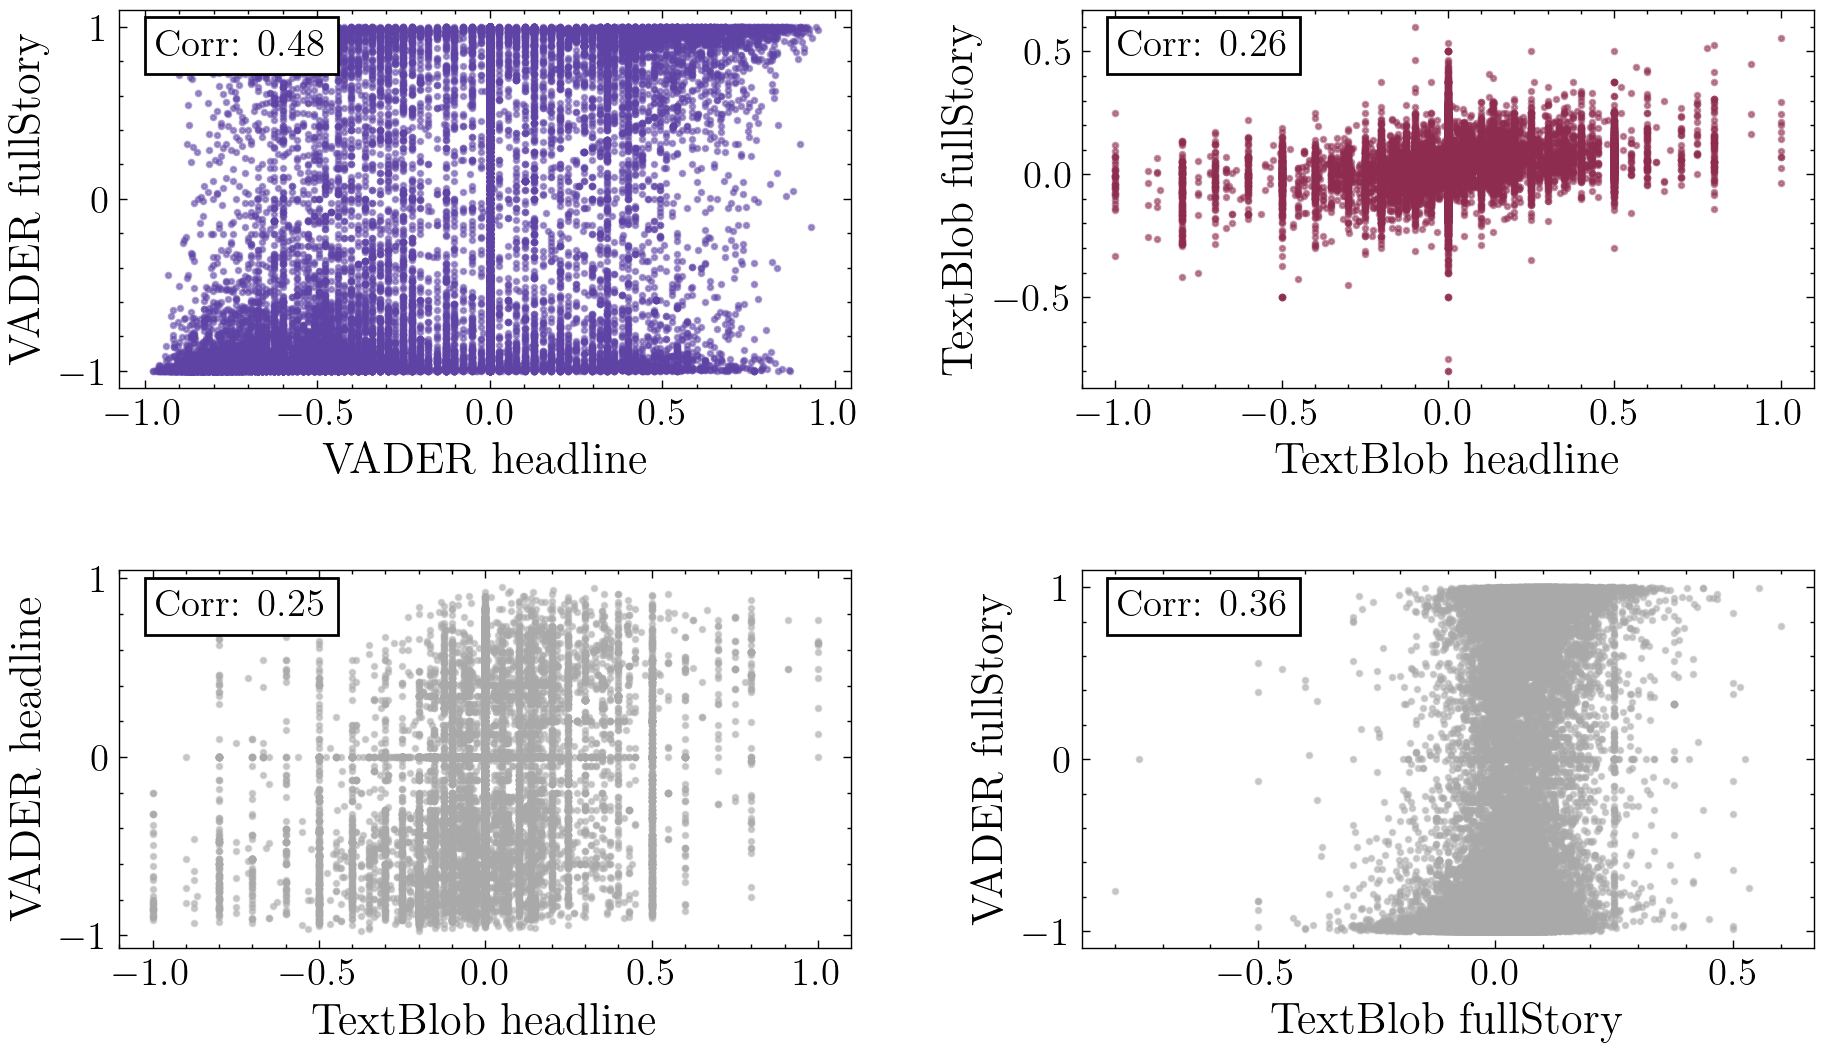 Corr: 0.48
VADER fullStory
1
0
−1
−1.0 −0.5 0.0 0.5 1.0
VADER headline
Corr: 0.26
TextBlob fullStory
0.5
0.0
−0.5
−1.0 −0.5 0.0 0.5 1.0
TextBlob headline
Corr: 0.25
VADER headline
1
0
−1
−1.0 −0.5 0.0 0.5 1.0
TextBlob headline
Corr: 0.36
VADER fullStory
1
0
−1
−0.5 0.0 0.5
TextBlob fullStory